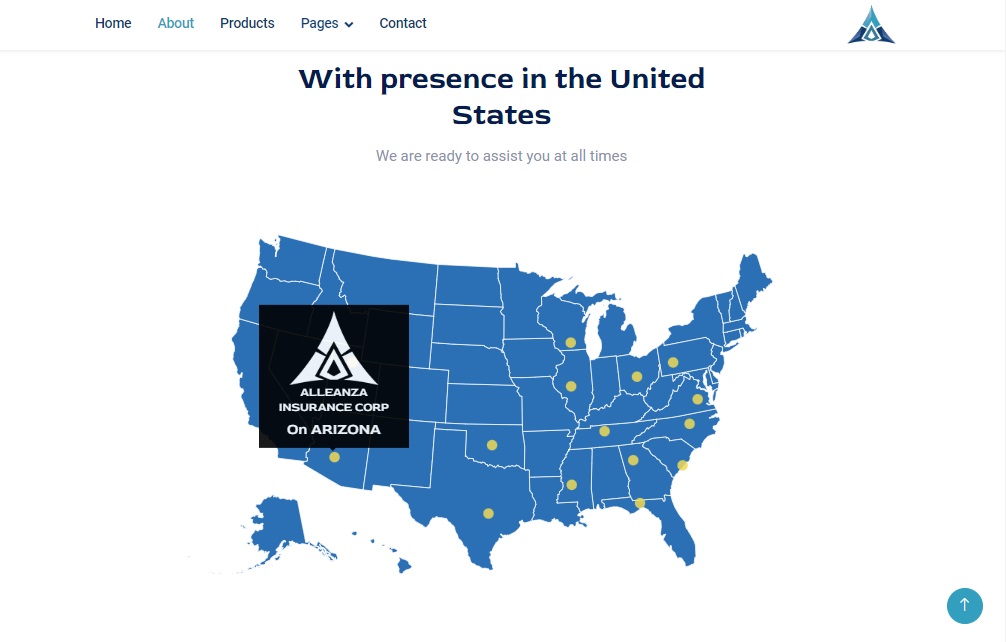 Home About Products Pages Contact
With presence in the United
States
We are ready to assist you at all times
ALLEANZA
INSURANCE CORP
On ARIZONA